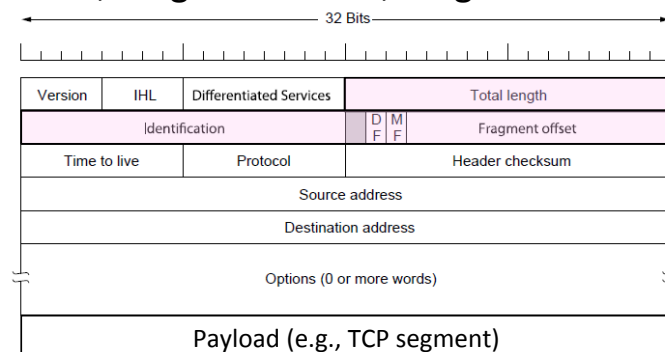 32 Bits
Version IHL Differentiated Services Total length
Identification D F M F Fragment offset
Time to live Protocol Header checksum
Source address
Destination address
Options (0 or more words)
Payload (e.g., TCP segment)